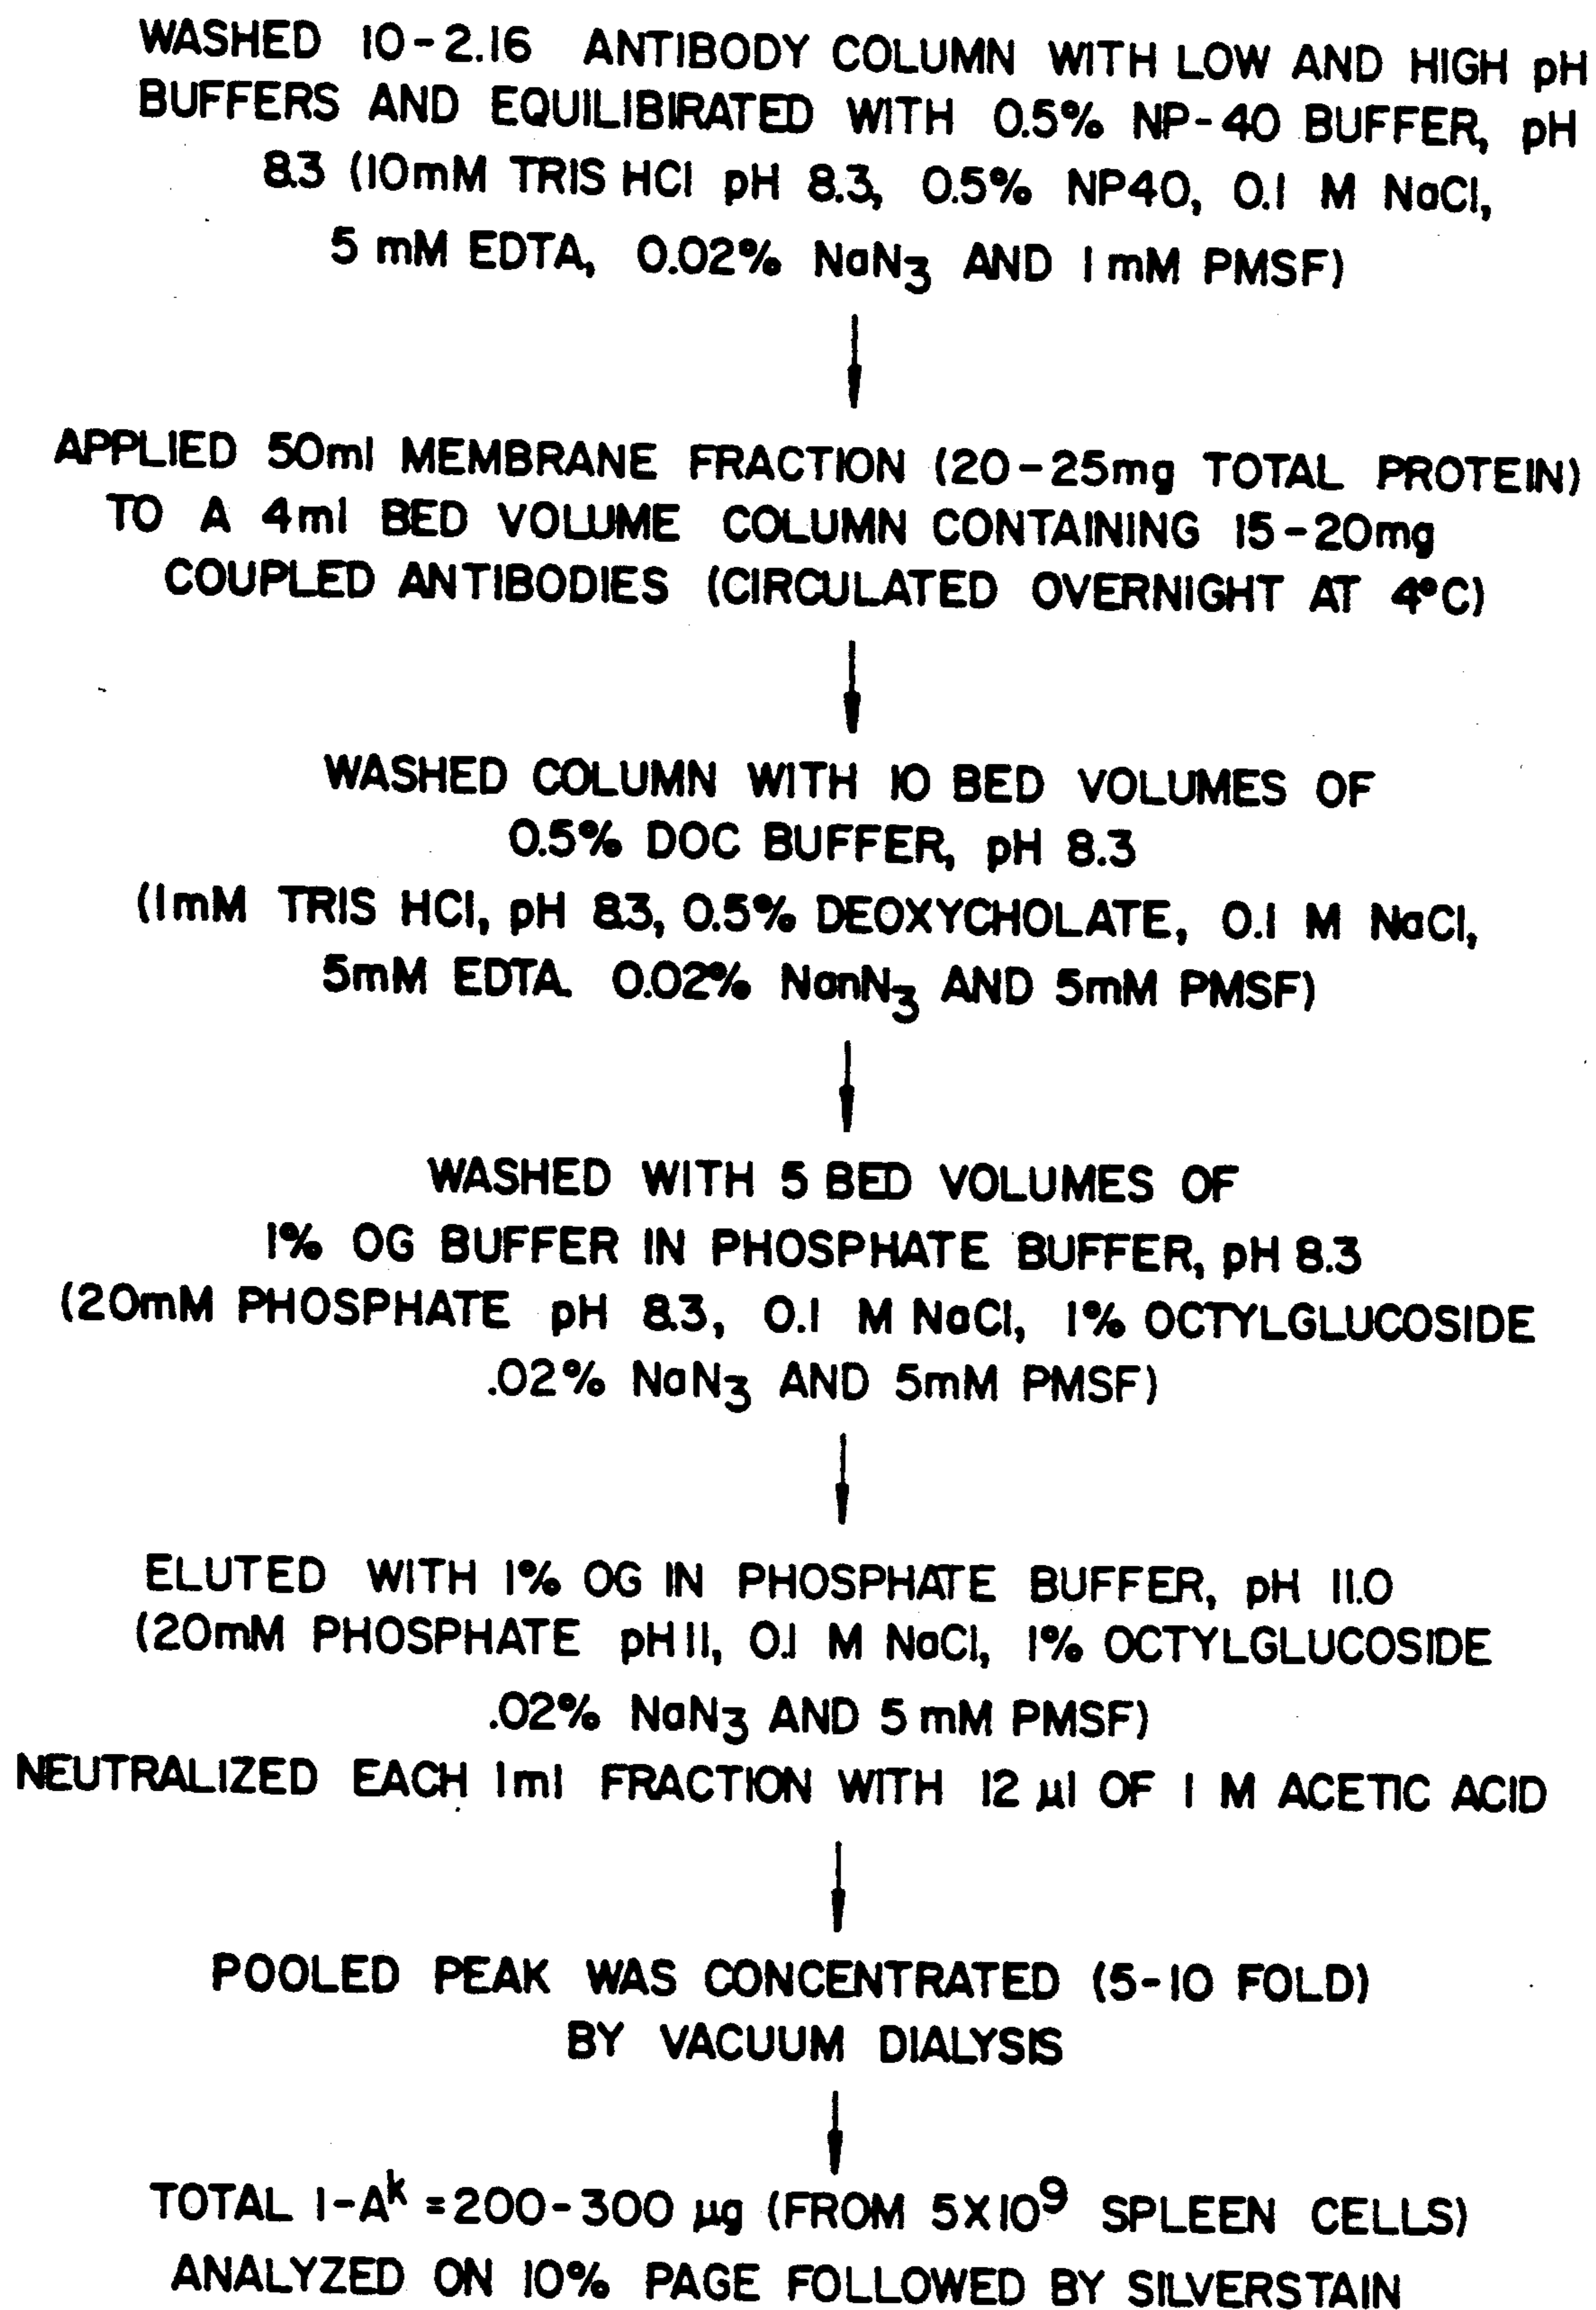 WASHED 10-2.16 ANTIBODY COLUMN WITH LOW AND HIGH pH
BUFFERS AND EQUILIBIRATED WITH 0.5% NP-40 BUFFER, pH
8.3 (10mM TRIS HCl pH 8.3, 0.5% NP40, 0.1 M NaCl,
5 mM EDTA, 0.02% NaN3 AND 1 mM PMSF)
APPLIED 50ml MEMBRANE FRACTION (20-25mg TOTAL PROTEIN)
TO A 4ml BED VOLUME COLUMN CONTAINING 15-20mg
COUPLED ANTIBODIES (CIRCULATED OVERNIGHT AT 4°C)
WASHED COLUMN WITH 10 BED VOLUMES OF
0.5% DOC BUFFER, pH 8.3
(1mM TRIS HCl, pH 8.3, 0.5% DEOXYCHOLATE, 0.1 M NaCl,
5mM EDTA. 0.02% NanN3 AND 5mM PMSF)
WASHED WITH 5 BED VOLUMES OF
1% OG BUFFER IN PHOSPHATE BUFFER, pH 8.3
(20mM PHOSPHATE pH 8.3, 0.1 M NaCl, 1% OCTYLGLUCOSIDE
.02% NaN3 AND 5mM PMSF)
ELUTED WITH 1% OG IN PHOSPHATE BUFFER, pH 11.0
(20mM PHOSPHATE pH 11, 0.1 M NaCl, 1% OCTYLGLUCOSIDE
.02% NaN3 AND 5 mM PMSF)
NEUTRALIZED EACH 1ml FRACTION WITH 12 µl OF 1 M ACETIC ACID
POOLED PEAK WAS CONCENTRATED (5-10 FOLD)
BY VACUUM DIALYSIS
TOTAL I-Aᵏ = 200-300 µg (FROM 5X10⁹ SPLEEN CELLS)
ANALYZED ON 10% PAGE FOLLOWED BY SILVERSTAIN